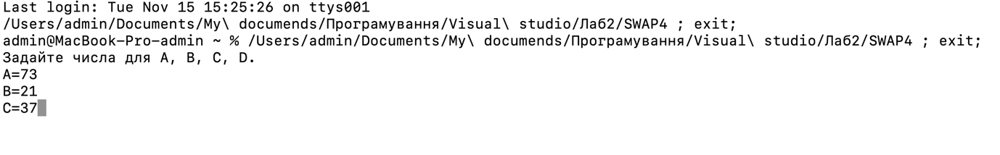 Last login: Tue Nov 15 15:25:26 on ttys001
/Users/admin/Documents/My\ documends/Програмування/Visual\ studio/Лаб2/SWAP4 ; exit;
admin@MacBook-Pro-admin ~ % /Users/admin/Documents/My\ documends/Програмування/Visual\ studio/Лаб2/SWAP4 ; exit;
Задайте числа для A, B, C, D.
A=73
B=21
C=37